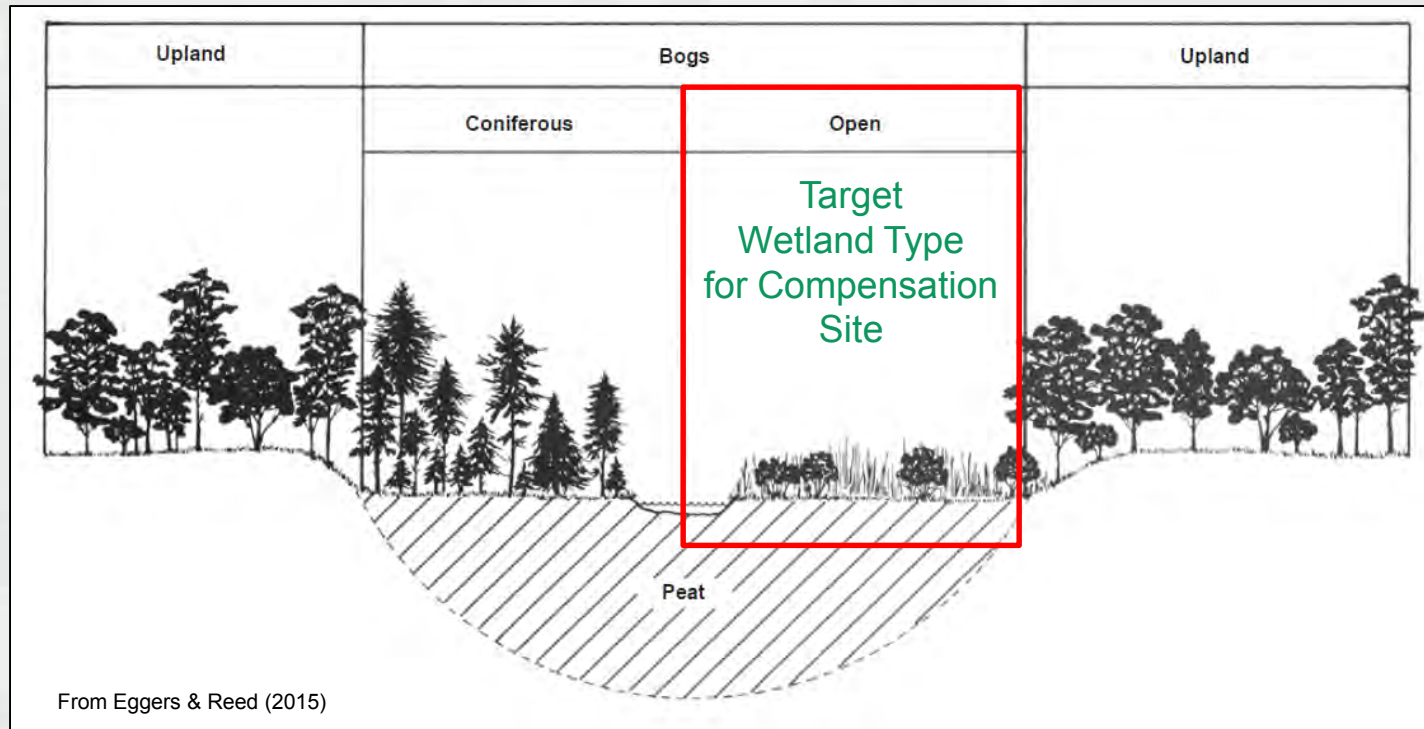 Upland
Bogs
Upland
Coniferous
Open
Target
Wetland Type
for Compensation
Site
Peat
From Eggers & Reed (2015)